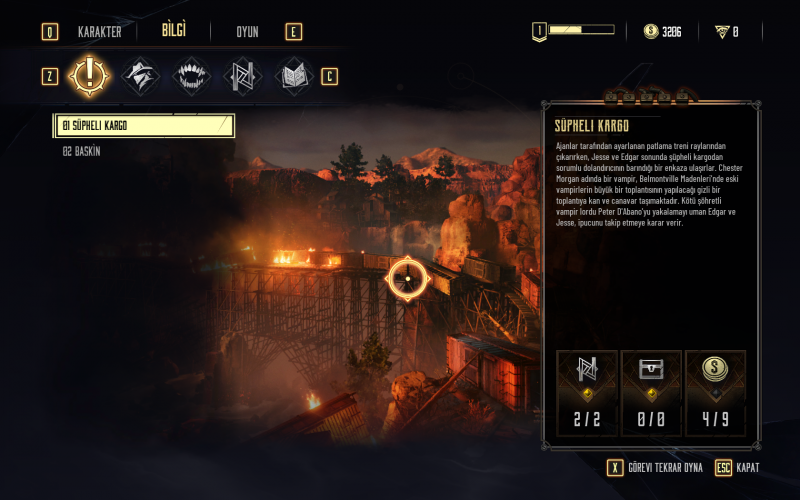 Q KARAKTER BİLGİ OYUN E
1 3206 0
Z C
01 SÜPHELİ KARGO
02 BASKIN
SÜPHELİ KARGO
Ajanlar tarafından ayarlanan patlama treni raylarından
çıkarırken, Jesse ve Edgar sonunda şüpheli kargodan
sorumlu dolandırıcının barındığı bir enkaza ulaşırlar. Chester
Morgan adında bir vampir, Belmontville Madenleri'nde eski
vampirlerin büyük bir toplantısının yapılacağı gizli bir
toplantıya kan ve canavar taşımaktadır. Kötü şöhretli
vampir lordu Peter D'Abano'yu yakalamayı uman Edgar ve
Jesse, ipucunu takip etmeye karar verir.
2/2 0/0 4/9
X GÖREVİ TEKRAR OYNA ESC KAPAT